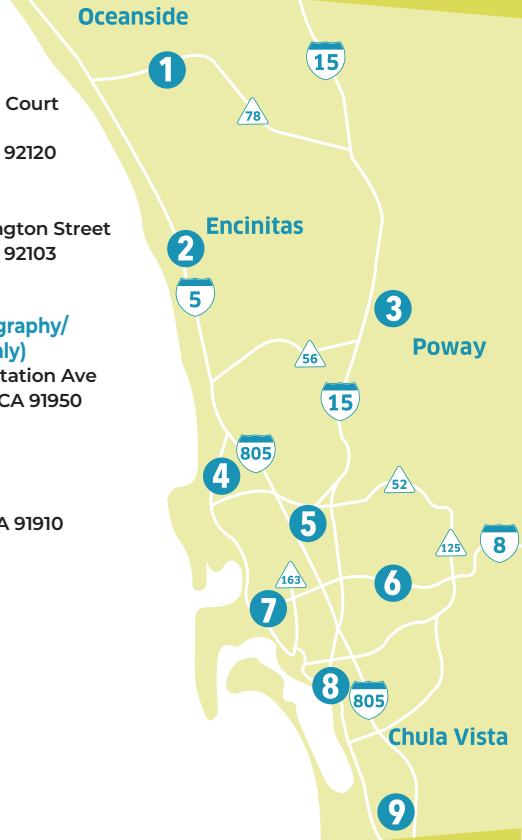 Oceanside
1
15
Court
78
92120
ngton Street
92103
Encinitas
2
5
3
graphy/
nly)
Poway
56
tation Ave
CA 91950
15
805
4
52
5
A 91910
125
8
163
6
7
8
805
Chula Vista
9